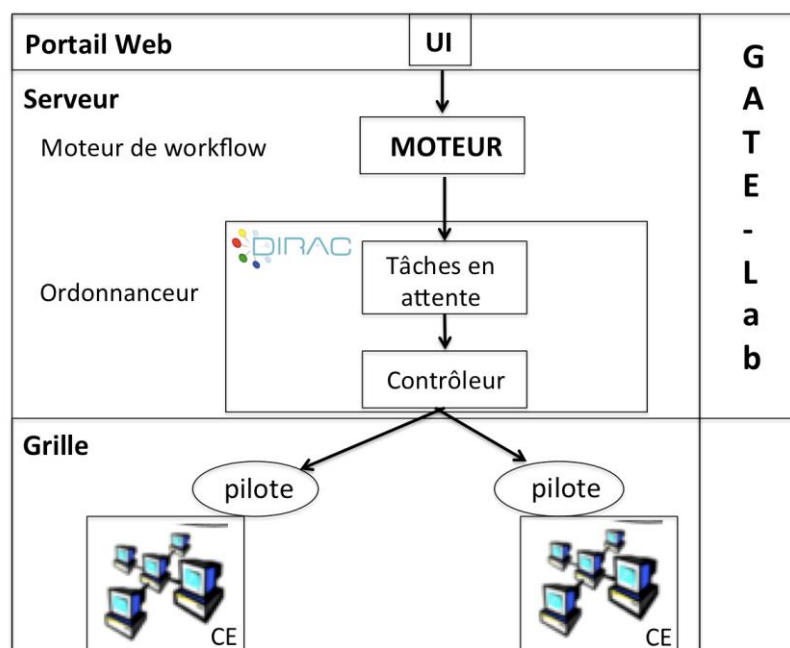 Portail Web
UI
Serveur
Moteur de workflow
MOTEUR
DIRAC
Tâches en
attente
Ordonnanceur
Contrôleur
Grille
pilote
pilote
CE
CE
G
A
T
E
-
L
a
b